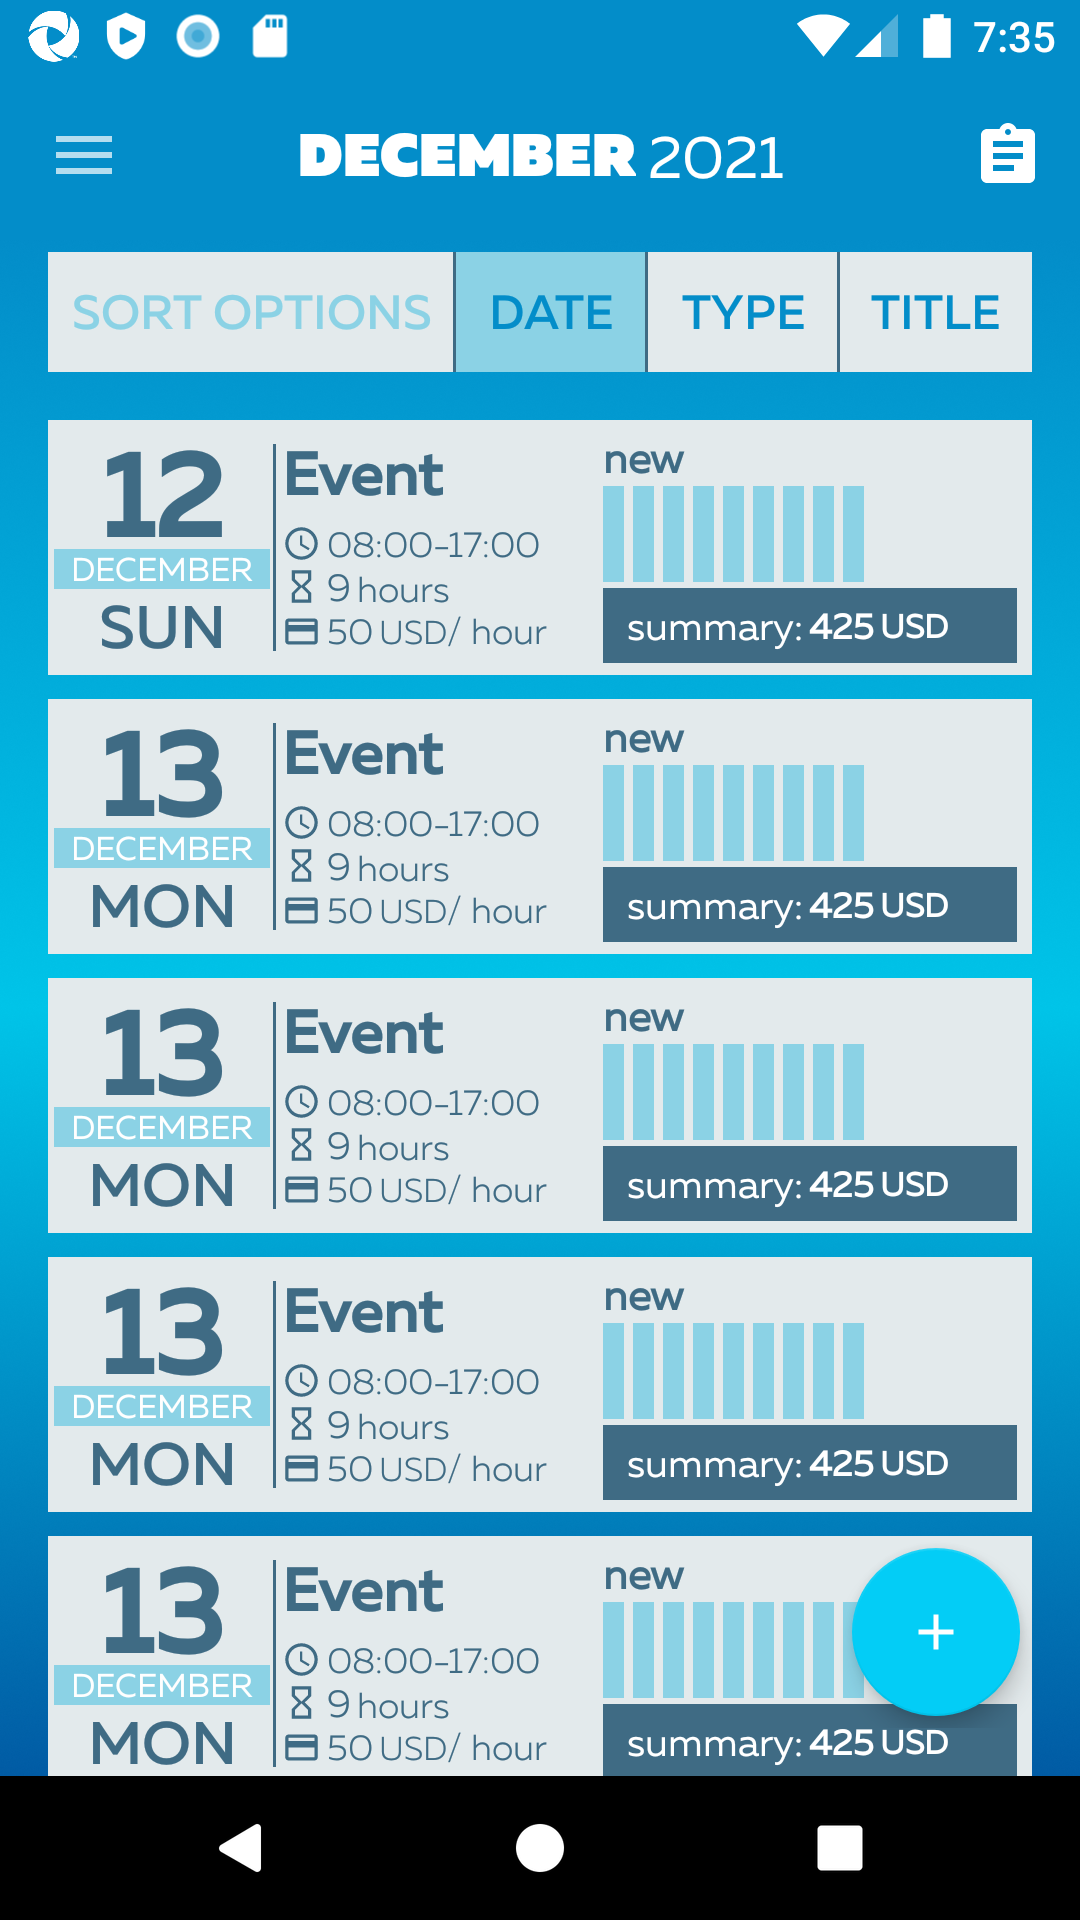 7:35
DECEMBER 2021
SORT OPTIONS DATE TYPE TITLE
12
DECEMBER
SUN
Event
08:00-17:00
9 hours
50 USD/ hour
new
summary: 425 USD
13
DECEMBER
MON
Event
08:00-17:00
9 hours
50 USD/ hour
new
summary: 425 USD
13
DECEMBER
MON
Event
08:00-17:00
9 hours
50 USD/ hour
new
summary: 425 USD
13
DECEMBER
MON
Event
08:00-17:00
9 hours
50 USD/ hour
new
summary: 425 USD
13
DECEMBER
MON
Event
08:00-17:00
9 hours
50 USD/ hour
new
summary: 425 USD